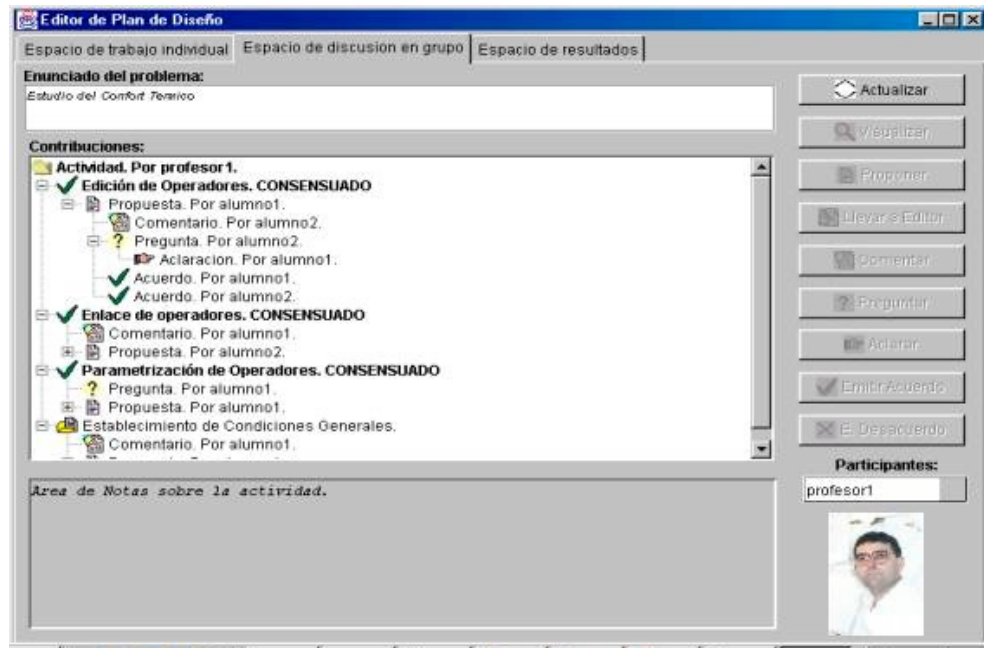 Editor de Plan de Diseño
Espacio de trabajo individual Espacio de discusion en grupo Espacio de resultados
Enunciado del problema:
Estudio del Confort Termico
Actualizar
Visualizar
Contribuciones:
Actividad. Por profesor1.
Edición de Operadores. CONSENSUADO
Proponer
Propuesta. Por alumno1.
Comentario. Por alumno2.
Llevar a Editor
Pregunta. Por alumno2.
Aclaracion. Por alumno1.
Comentar
Acuerdo. Por alumno1.
Acuerdo. Por alumno2.
Preguntar
Enlace de operadores. CONSENSUADO
Comentario. Por alumno1.
Propuesta. Por alumno2.
Aclarar
Parametrización de Operadores. CONSENSUADO
Pregunta. Por alumno1.
Emitir Acuerdo
Propuesta. Por alumno1.
Establecimiento de Condiciones Generales.
E. Desacuerdo
Comentario. Por alumno1.
Participantes:
profesor1
Area de Notas sobre la actividad.